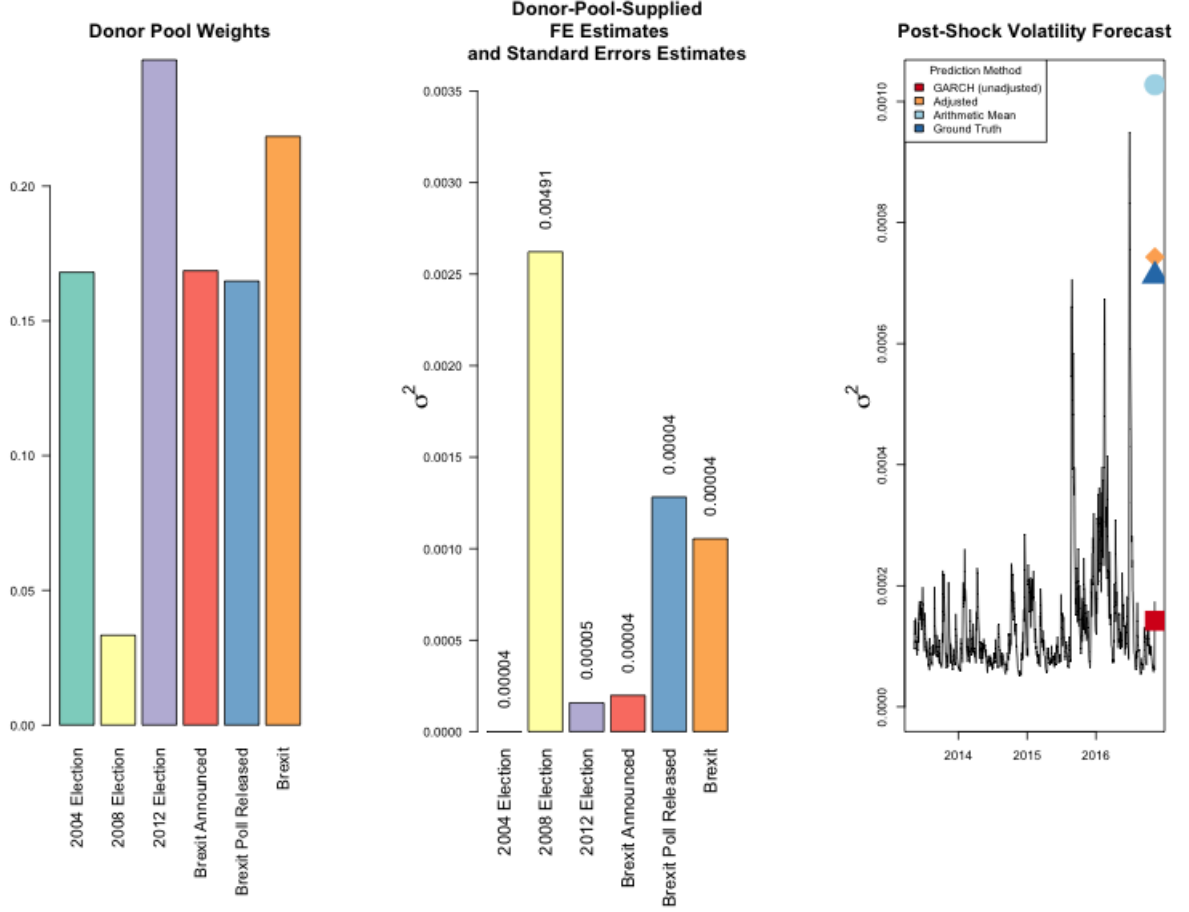 Donor Pool Weights
0.20
0.15
0.10
0.05
0.00
2004 Election
2008 Election
2012 Election
Brexit Announced
Brexit Poll Released
Brexit
Donor-Pool-Supplied
FE Estimates
and Standard Errors Estimates
σ²
0.0035
0.0030
0.0025
0.0020
0.0015
0.0010
0.0005
0.0000
0.00004
0.00491
0.00005
0.00004
0.00004
0.00004
2004 Election
2008 Election
2012 Election
Brexit Announced
Brexit Poll Released
Brexit
Post-Shock Volatility Forecast
Prediction Method
GARCH (unadjusted)
Adjusted
Arithmetic Mean
Ground Truth
σ²
0.0010
0.0008
0.0006
0.0004
0.0002
0.0000
2014
2015
2016